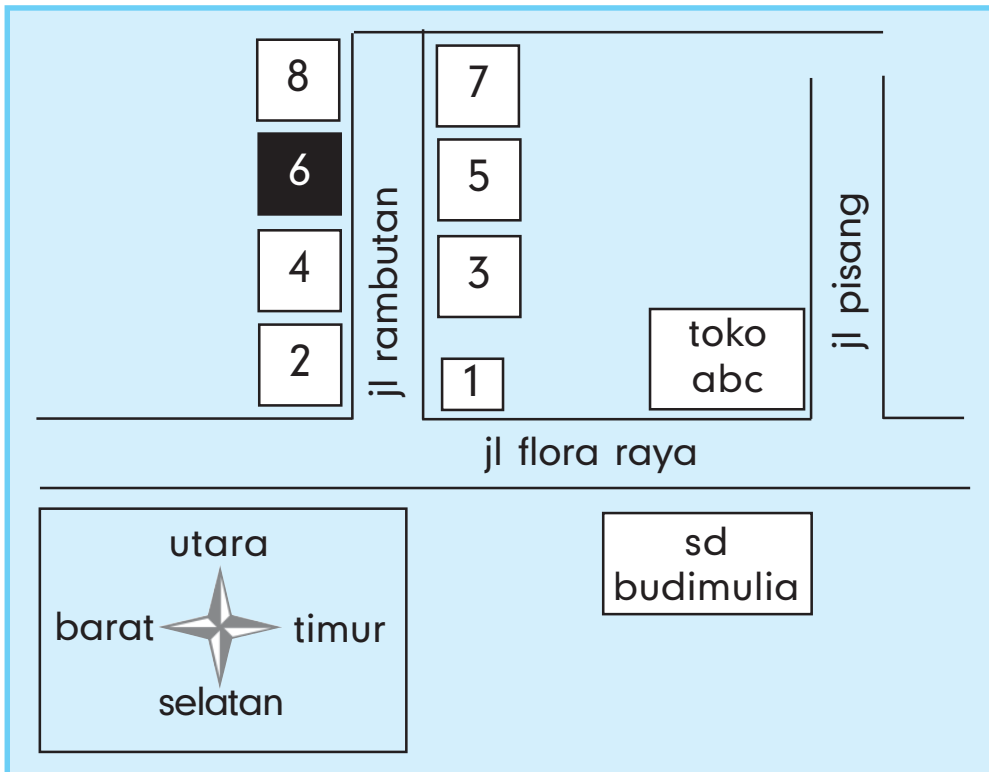 8
7
6
5
4
3
2
1
jl rambutan
jl pisang
toko
abc
jl flora raya
utara
barat
timur
selatan
sd
budimulia